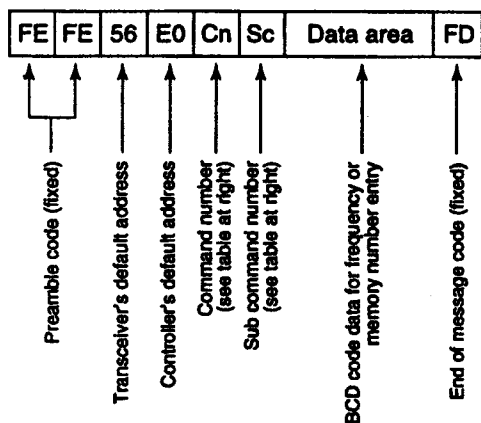 FE FE 56 E0 Cn Sc Data area FD
Preamble code (fixed)
Transceiver's default address
Controller's default address
Command number
(see table at right)
Sub command number
(see table at right)
BCD code data for frequency or
memory number entry
End of message code (fixed)